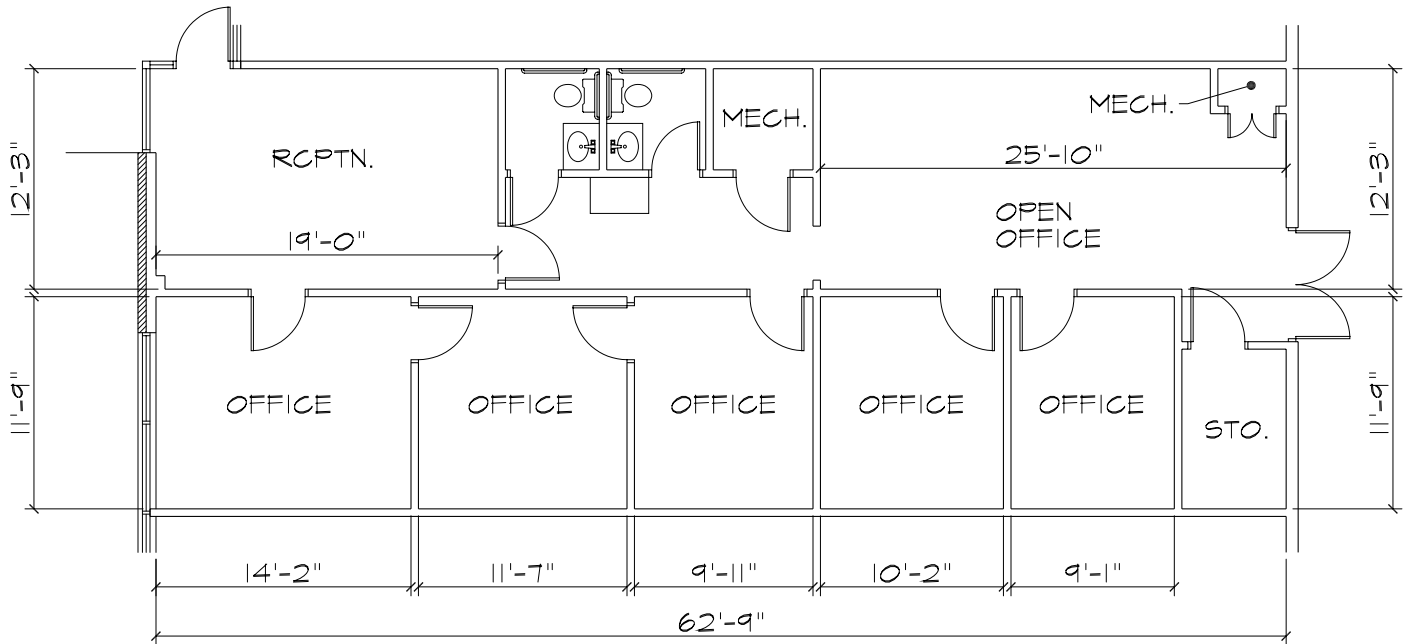 MECH.
MECH.
RCPTN.
25'-10"
12'-3"
12'-3"
OPEN
OFFICE
19'-0"
OFFICE
OFFICE
OFFICE
OFFICE
OFFICE
STO.
11'-9"
11'-9"
14'-2"
11'-7"
9'-11"
10'-2"
9'-1"
62'-9"